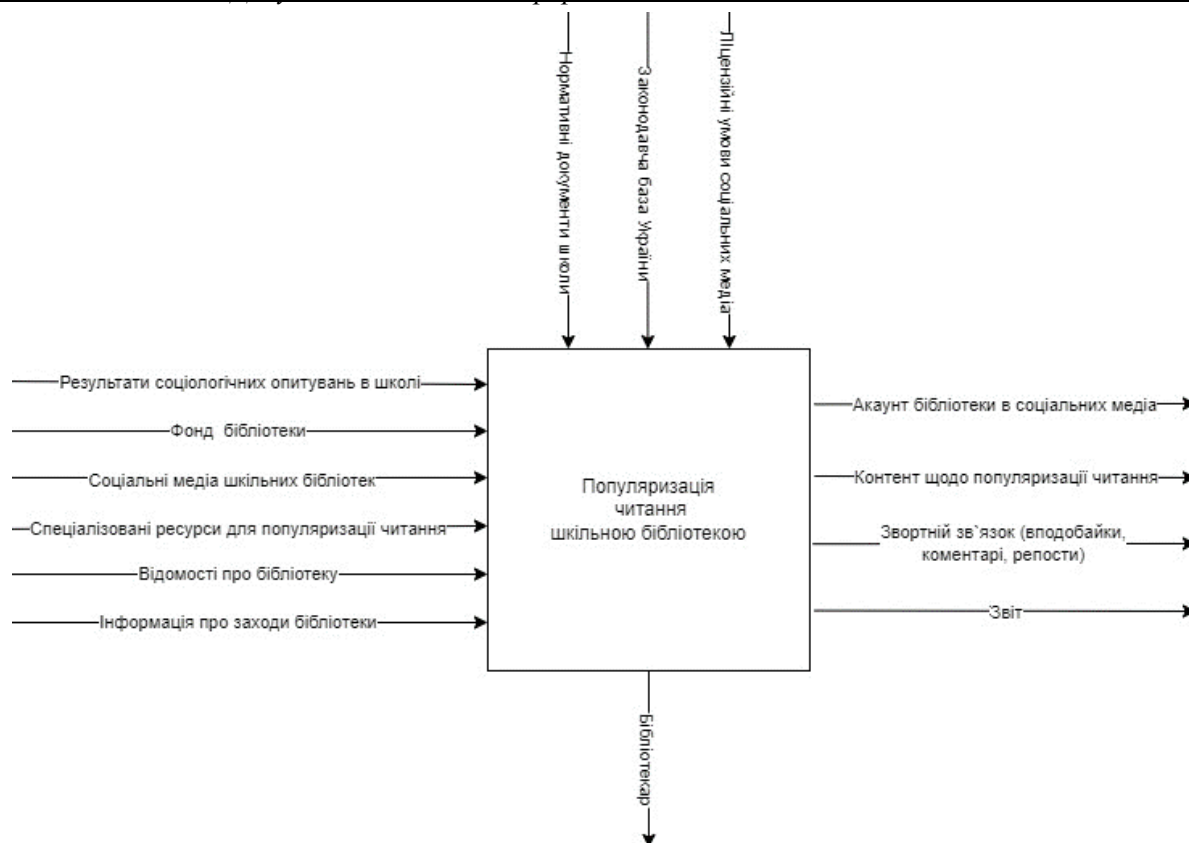 Нормативні документи школи
Законодавча база України
Ліцензійні умови соціальних медіа
Результати соціологічних опитувань в школі
Фонд бібліотеки
Соціальні медіа шкільних бібліотек
Спеціалізовані ресурси для популяризації читання
Відомості про бібліотеку
Інформація про заходи бібліотеки
Популяризація
читання
шкільною бібліотекою
Акаунт бібліотеки в соціальних медіа
Контент щодо популяризації читання
Звортній зв`язок (вподобайки,
коментарі, репости)
Звіт
Бібліотекар